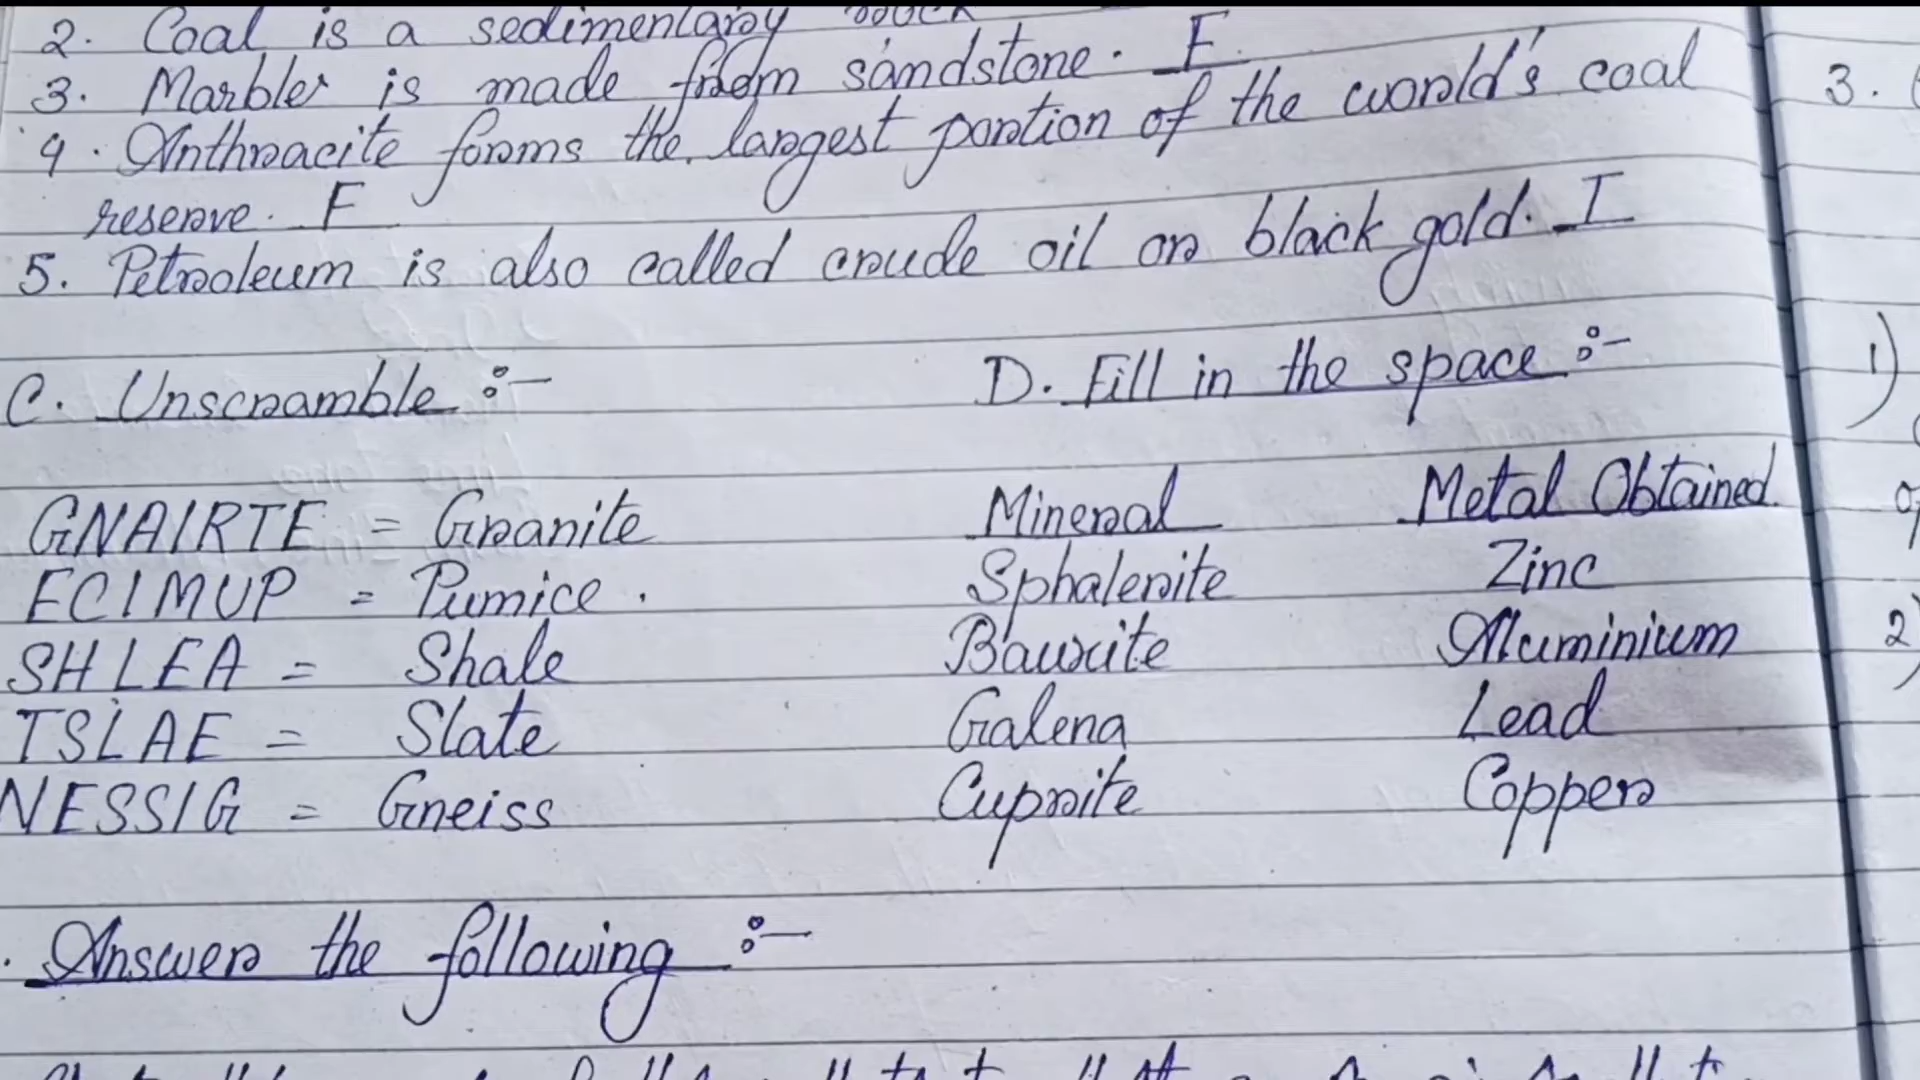 2. Coal is a sedimentary rock
3. Marble is made from sandstone. F
4. Anthracite forms the largest portion of the world's coal
reserve. F
5. Petroleum is also called crude oil or black gold. T
C. Unscramble :-
GNAIRTE = Granite
ECIMUP = Pumice.
SHLEA = Shale
TSLAE = Slate
NESSIG = Gneiss
D. Fill in the space :-
Mineral Metal Obtained
Sphalerite Zinc
Bauxite Aluminium
Galena Lead
Cuprite Copper
. Answer the following :-
3.
1)
2)